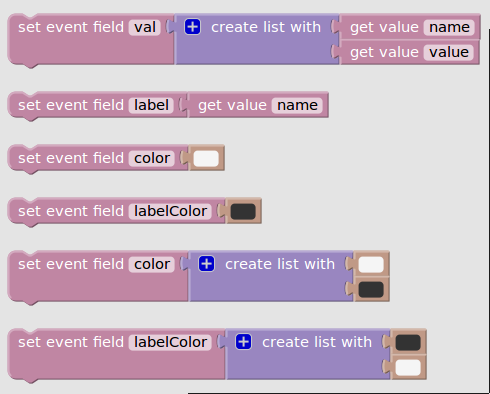 set event field val + create list with get value name
get value value
set event field label get value name
set event field color
set event field labelColor
set event field color + create list with
set event field labelColor + create list with